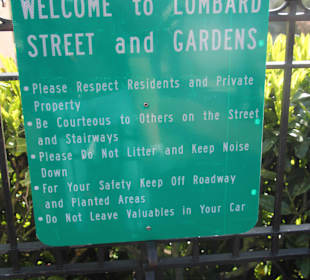 WELCOME to LOMBARD
STREET and GARDENS
• Please Respect Residents and Private
Property
• Be Courteous to Others on the Street
and Stairways
• Please Do Not Litter and Keep Noise
Down
• For Your Safety Keep Off Roadway
and Planted Areas
• Do Not Leave Valuables in Your Car